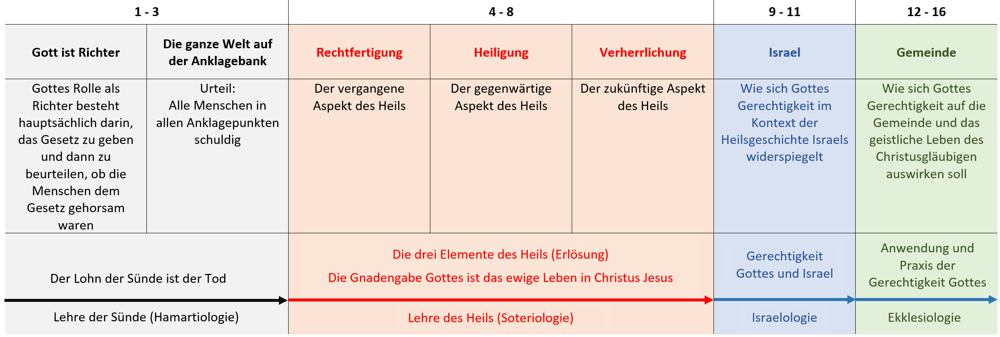 1 - 3
4 - 8
9 - 11
12 - 16
Gott ist Richter
Die ganze Welt auf
der Anklagebank
Rechtfertigung
Heiligung
Verherrlichung
Israel
Gemeinde
Gottes Rolle als
Richter besteht
hauptsächlich darin,
das Gesetz zu geben
und dann zu
beurteilen, ob die
Menschen dem
Gesetz gehorsam
waren
Urteil:
Alle Menschen in
allen Anklagepunkten
schuldig
Der vergangene
Aspekt des Heils
Der gegenwärtige
Aspekt des Heils
Der zukünftige Aspekt
des Heils
Wie sich Gottes
Gerechtigkeit im
Kontext der
Heilsgeschichte Israels
widerspiegelt
Wie sich Gottes
Gerechtigkeit auf die
Gemeinde und das
geistliche Leben des
Christusgläubigen
auswirken soll
Der Lohn der Sünde ist der Tod
Die drei Elemente des Heils (Erlösung)
Die Gnadengabe Gottes ist das ewige Leben in Christus Jesus
Gerechtigkeit
Gottes und Israel
Anwendung und
Praxis der
Gerechtigkeit Gottes
Lehre der Sünde (Hamartiologie)
Lehre des Heils (Soteriologie)
Israelologie
Ekklesiologie